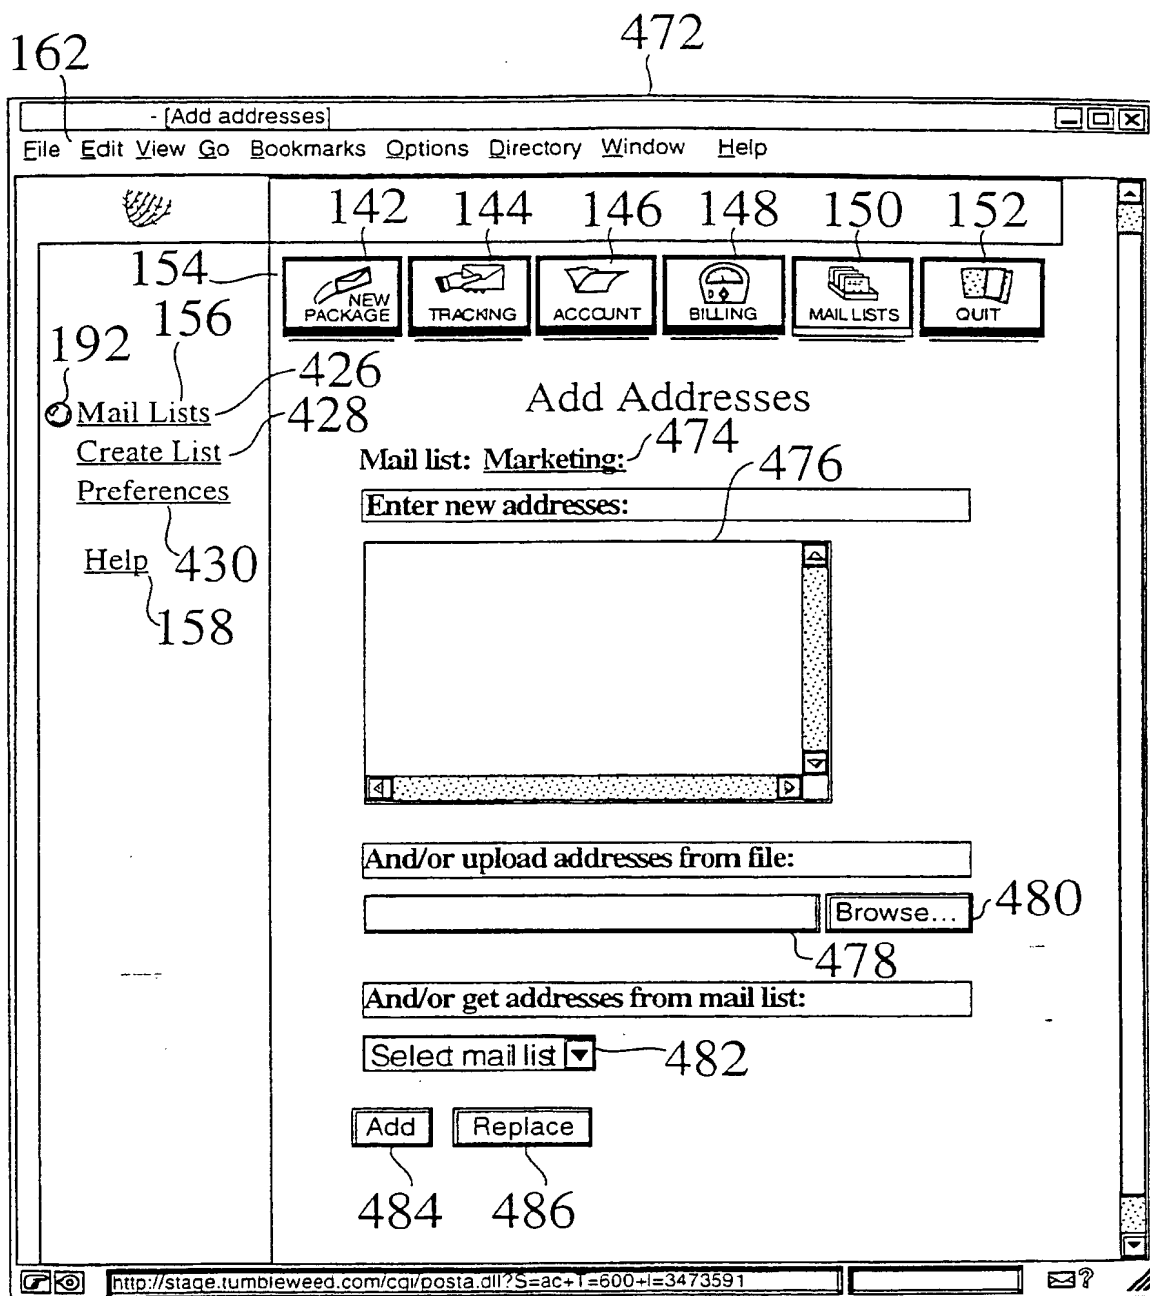 472
162
- [Add addresses]
File Edit View Go Bookmarks Options Directory Window Help
142 144 146 148 150 152
154
NEW PACKAGE
TRACKING
ACCOUNT
BILLING
MAIL LISTS
QUIT
156
192
426
Mail Lists
428
Create List
Preferences
Help
430
158
Add Addresses
474
Mail list: Marketing:
476
Enter new addresses:
And/or upload addresses from file:
Browse...
480
478
And/or get addresses from mail list:
Select mail list
482
Add Replace
484 486
http://stage.tumbleweed.com/cgi/posta.dll?S=ac+T=600+I=3473591
?